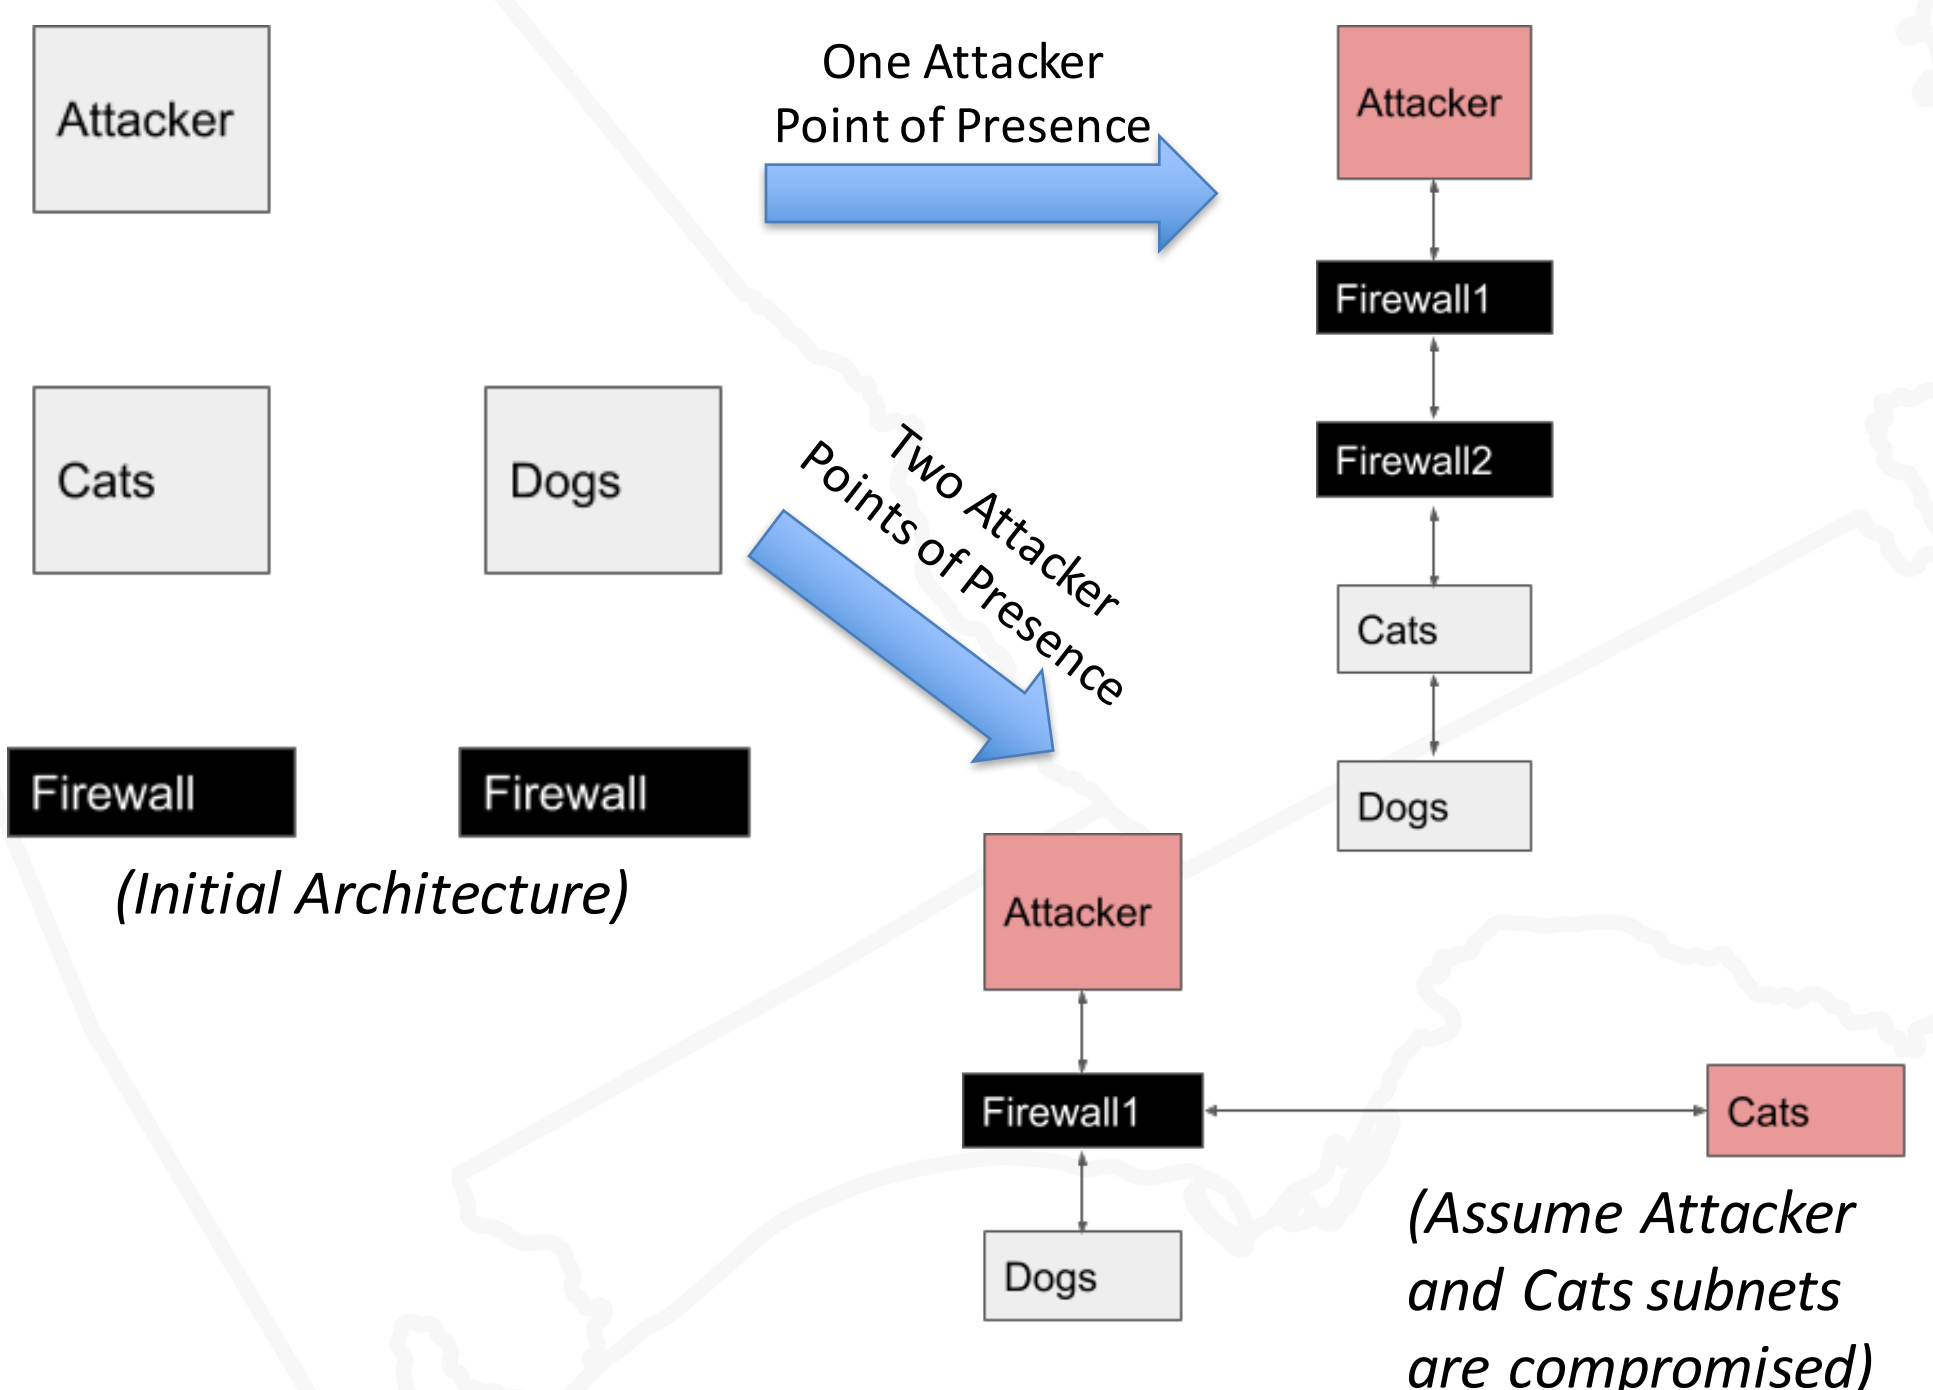 Attacker
Cats
Dogs
Firewall
Firewall
(Initial Architecture)
One Attacker
Point of Presence
Attacker
Firewall1
Firewall2
Cats
Dogs
Two Attacker
Points of Presence
Attacker
Firewall1
Cats
Dogs
(Assume Attacker
and Cats subnets
are compromised)